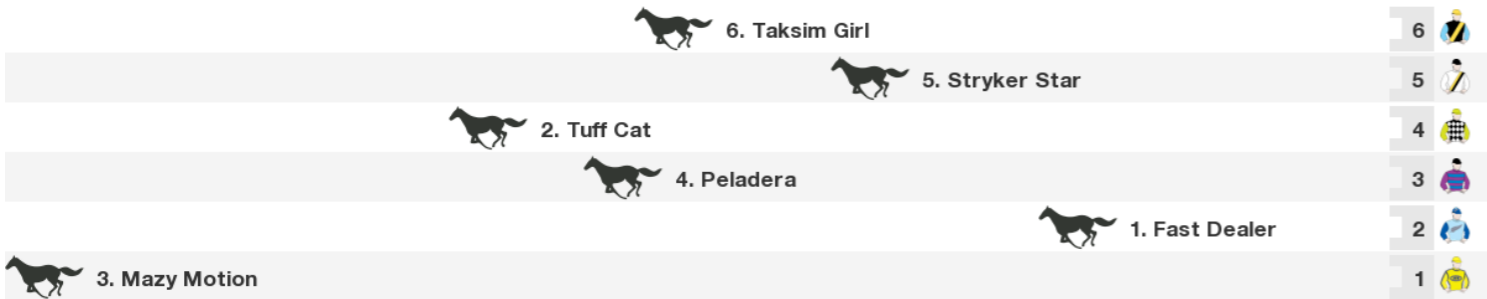 6. Taksim Girl 6
5. Stryker Star 5
2. Tuff Cat 4
4. Peladera 3
1. Fast Dealer 2
3. Mazy Motion 1